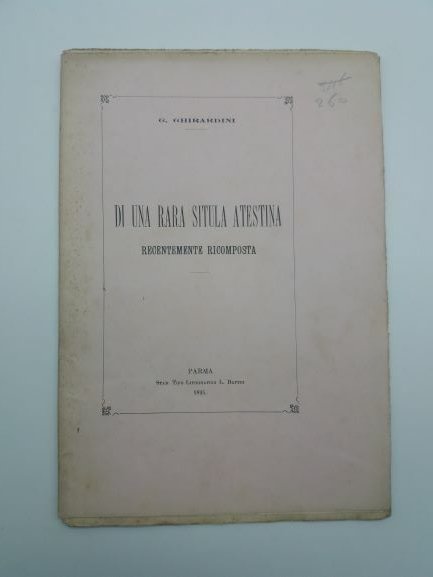 G. GHIRARDINI
DI UNA RARA SITULA ATESTINA
RECENTEMENTE RICOMPOSTA
PARMA
L.